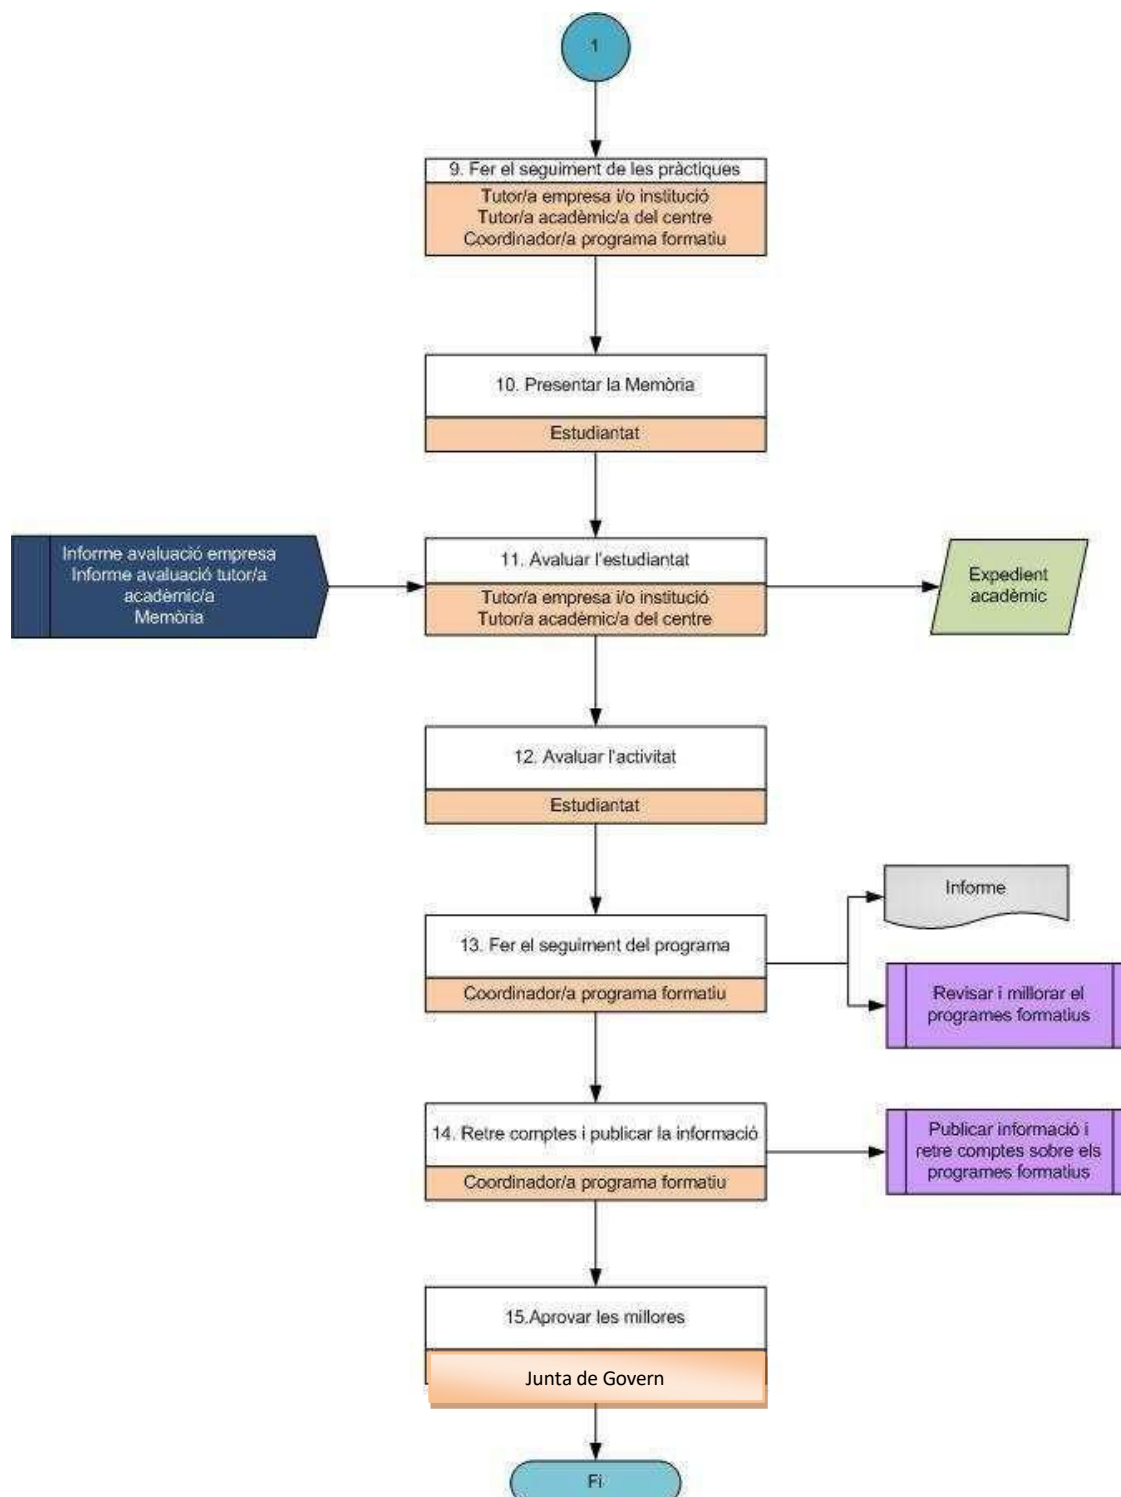 1
9. Fer el seguiment de les pràctiques
Tutor/a empresa i/o institució
Tutor/a acadèmic/a del centre
Coordinador/a programa formatiu
10. Presentar la Memòria
Estudiantat
Informe avaluació empresa
Informe avaluació tutor/a
acadèmic/a
Memòria
11. Avaluar l'estudiantat
Tutor/a empresa i/o institució
Tutor/a acadèmic/a del centre
Expedient
acadèmic
12. Avaluar l'activitat
Estudiantat
Informe
13. Fer el seguiment del programa
Coordinador/a programa formatiu
Revisar i millorar el
programes formatius
14. Retre comptes i publicar la informació
Coordinador/a programa formatiu
Publicar informació i
retre comptes sobre els
programes formatius
15.Aprovar les millores
Junta de Govern
Fi